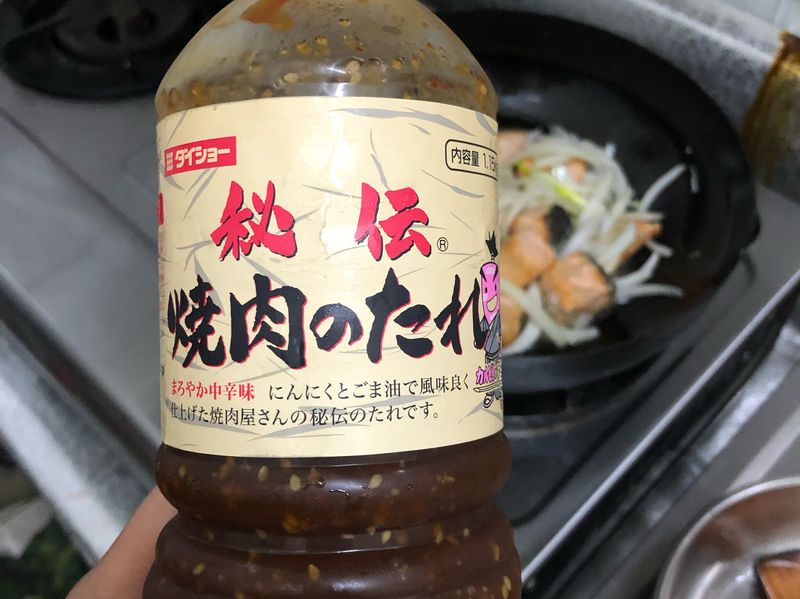 ダイショー
内容量 1.15
秘伝®
焼肉のたれ
まろやか中辛味 にんにくとごま油で風味良く
仕上げた焼肉屋さんの秘伝のたれです。